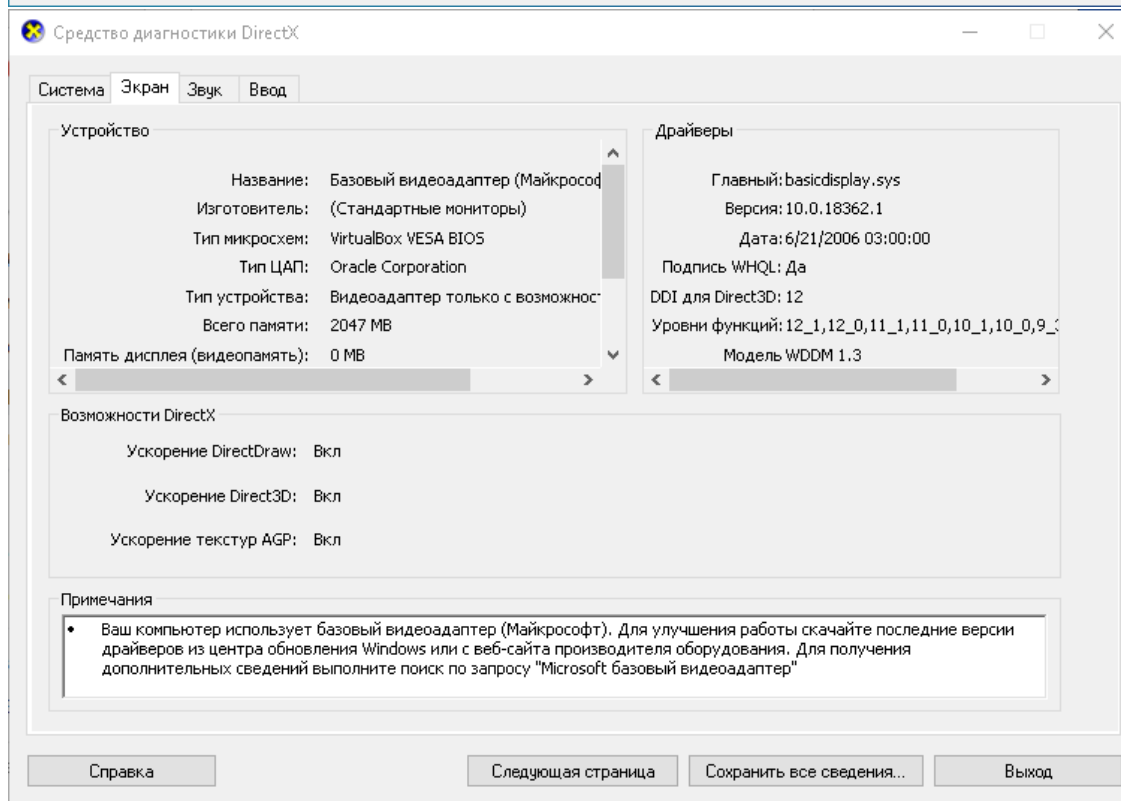 Средство диагностики DirectX
Система Экран Звук Ввод
Устройство
Название: Базовый видеоадаптер (Майкрософ
Изготовитель: (Стандартные мониторы)
Тип микросхем: VirtualBox VESA BIOS
Тип ЦАП: Oracle Corporation
Тип устройства: Видеоадаптер только с возможнос
Всего памяти: 2047 MB
Память дисплея (видеопамять): 0 MB
Драйверы
Главный: basicdisplay.sys
Версия: 10.0.18362.1
Дата: 6/21/2006 03:00:00
Подпись WHQL: Да
DDI для Direct3D: 12
Уровни функций: 12_1,12_0,11_1,11_0,10_1,10_0,9_3
Модель WDDM 1.3
Возможности DirectX
Ускорение DirectDraw: Вкл
Ускорение Direct3D: Вкл
Ускорение текстур AGP: Вкл
Примечания
• Ваш компьютер использует базовый видеоадаптер (Майкрософт). Для улучшения работы скачайте последние версии
драйверов из центра обновления Windows или с веб-сайта производителя оборудования. Для получения
дополнительных сведений выполните поиск по запросу "Microsoft базовый видеоадаптер"
Справка Следующая страница Сохранить все сведения... Выход